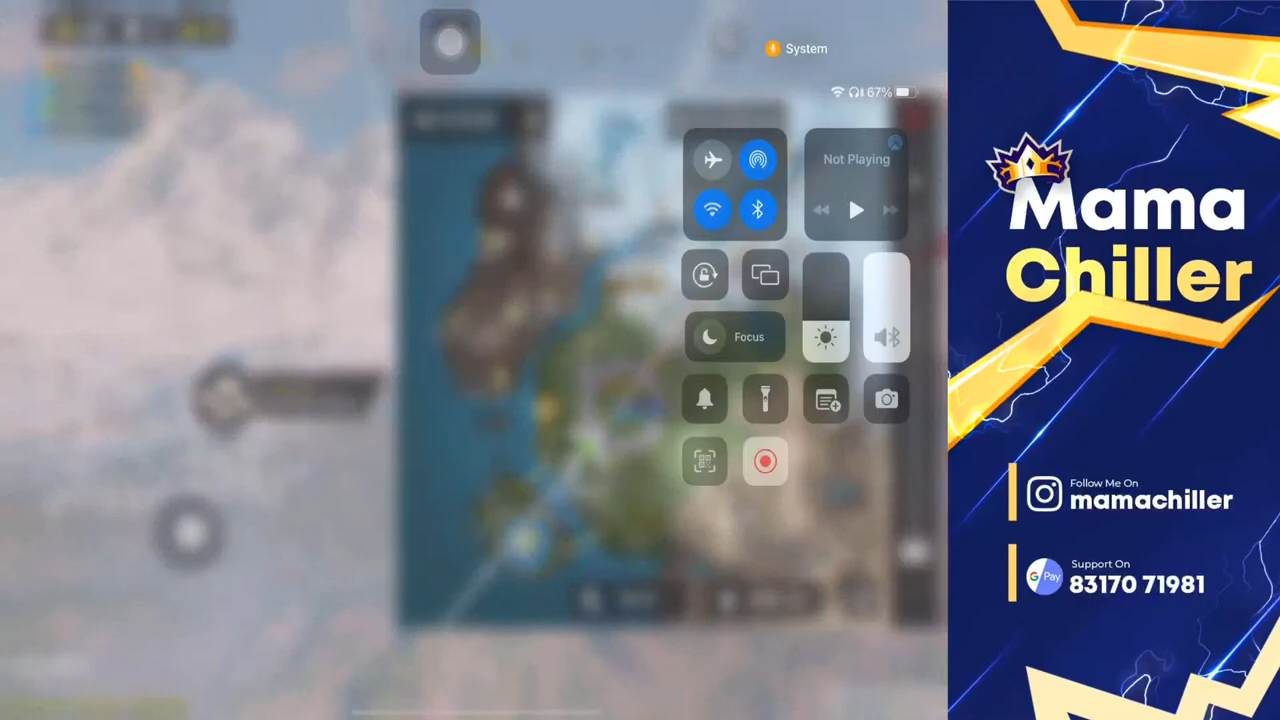 System
67%
Not Playing
Focus
Mama
Chiller
Follow Me On
mamachiller
G Pay
Support On
83170 71981